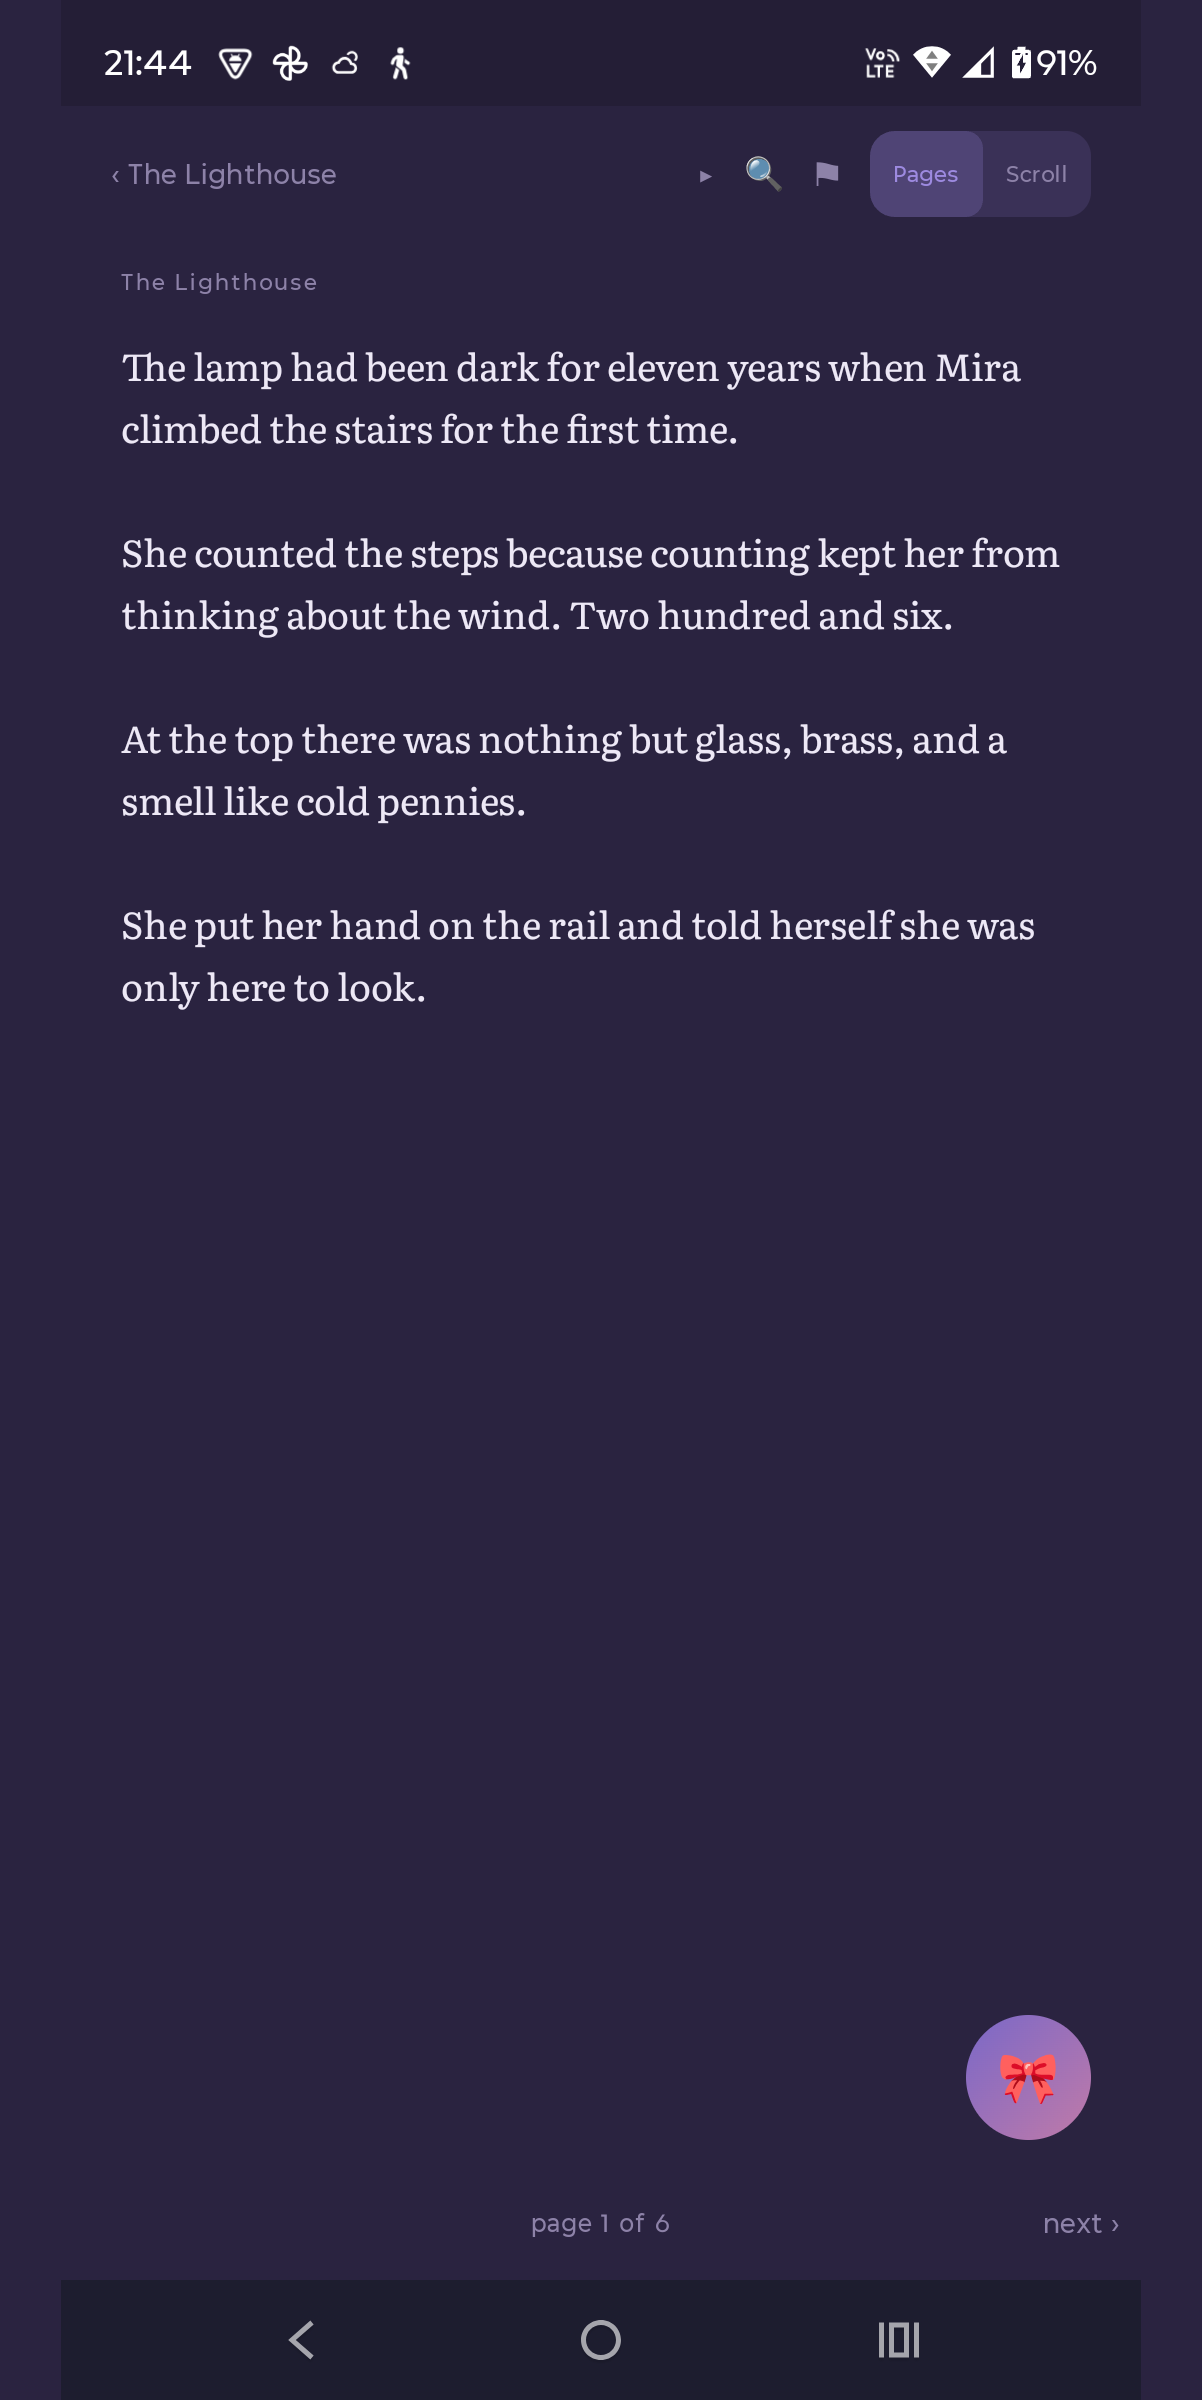 21:44
Vo LTE
91%
‹ The Lighthouse
Pages
Scroll
The Lighthouse
The lamp had been dark for eleven years when Mira
climbed the stairs for the first time.
She counted the steps because counting kept her from
thinking about the wind. Two hundred and six.
At the top there was nothing but glass, brass, and a
smell like cold pennies.
She put her hand on the rail and told herself she was
only here to look.
page 1 of 6
next ›